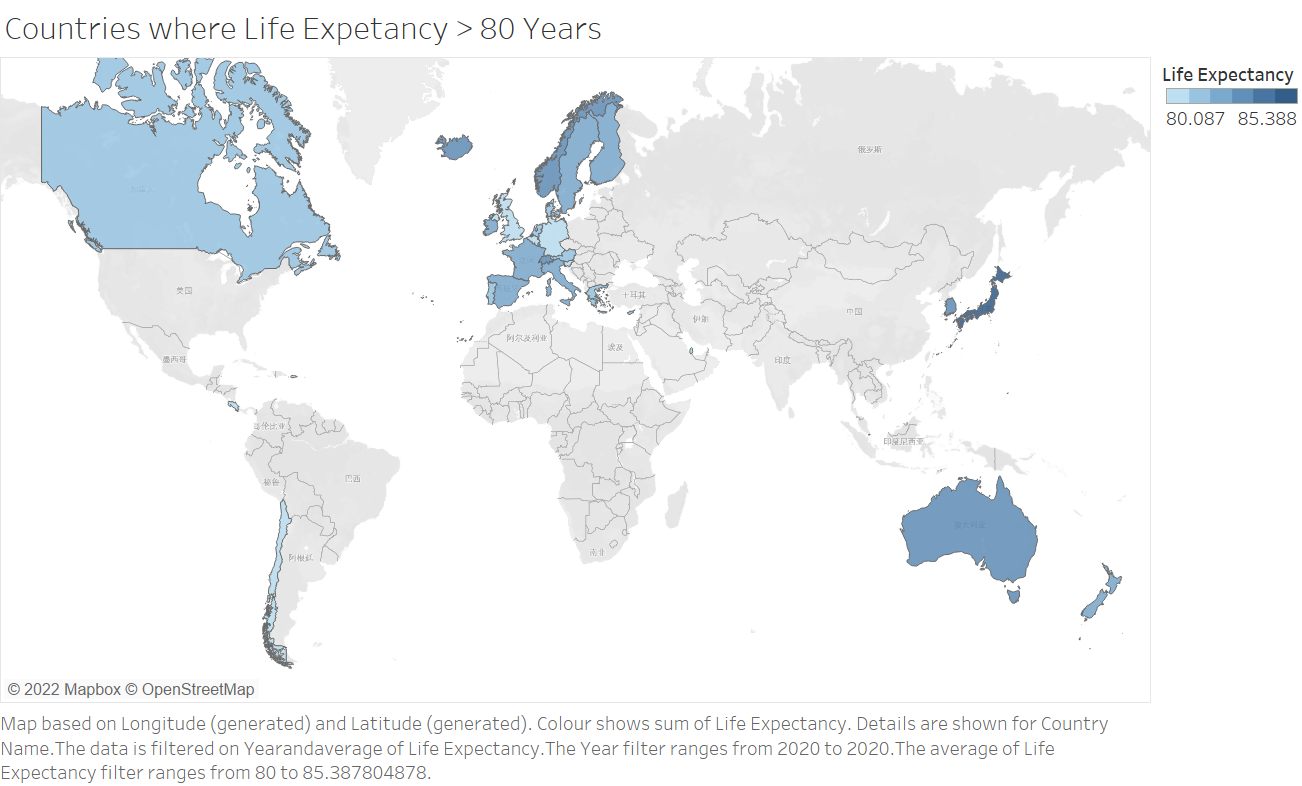 Countries where Life Expetancy > 80 Years
Life Expectancy
80.087 85.388
俄罗斯
美国
土耳其
中国
伊朗
阿尔及利亚
埃及
印度
墨西哥
哥伦比亚
印度尼西亚
秘鲁
巴西
澳大利亚
阿根廷
南非
© 2022 Mapbox © OpenStreetMap
Map based on Longitude (generated) and Latitude (generated). Colour shows sum of Life Expectancy. Details are shown for Country
Name.The data is filtered on Yearandaverage of Life Expectancy.The Year filter ranges from 2020 to 2020.The average of Life
Expectancy filter ranges from 80 to 85.387804878.